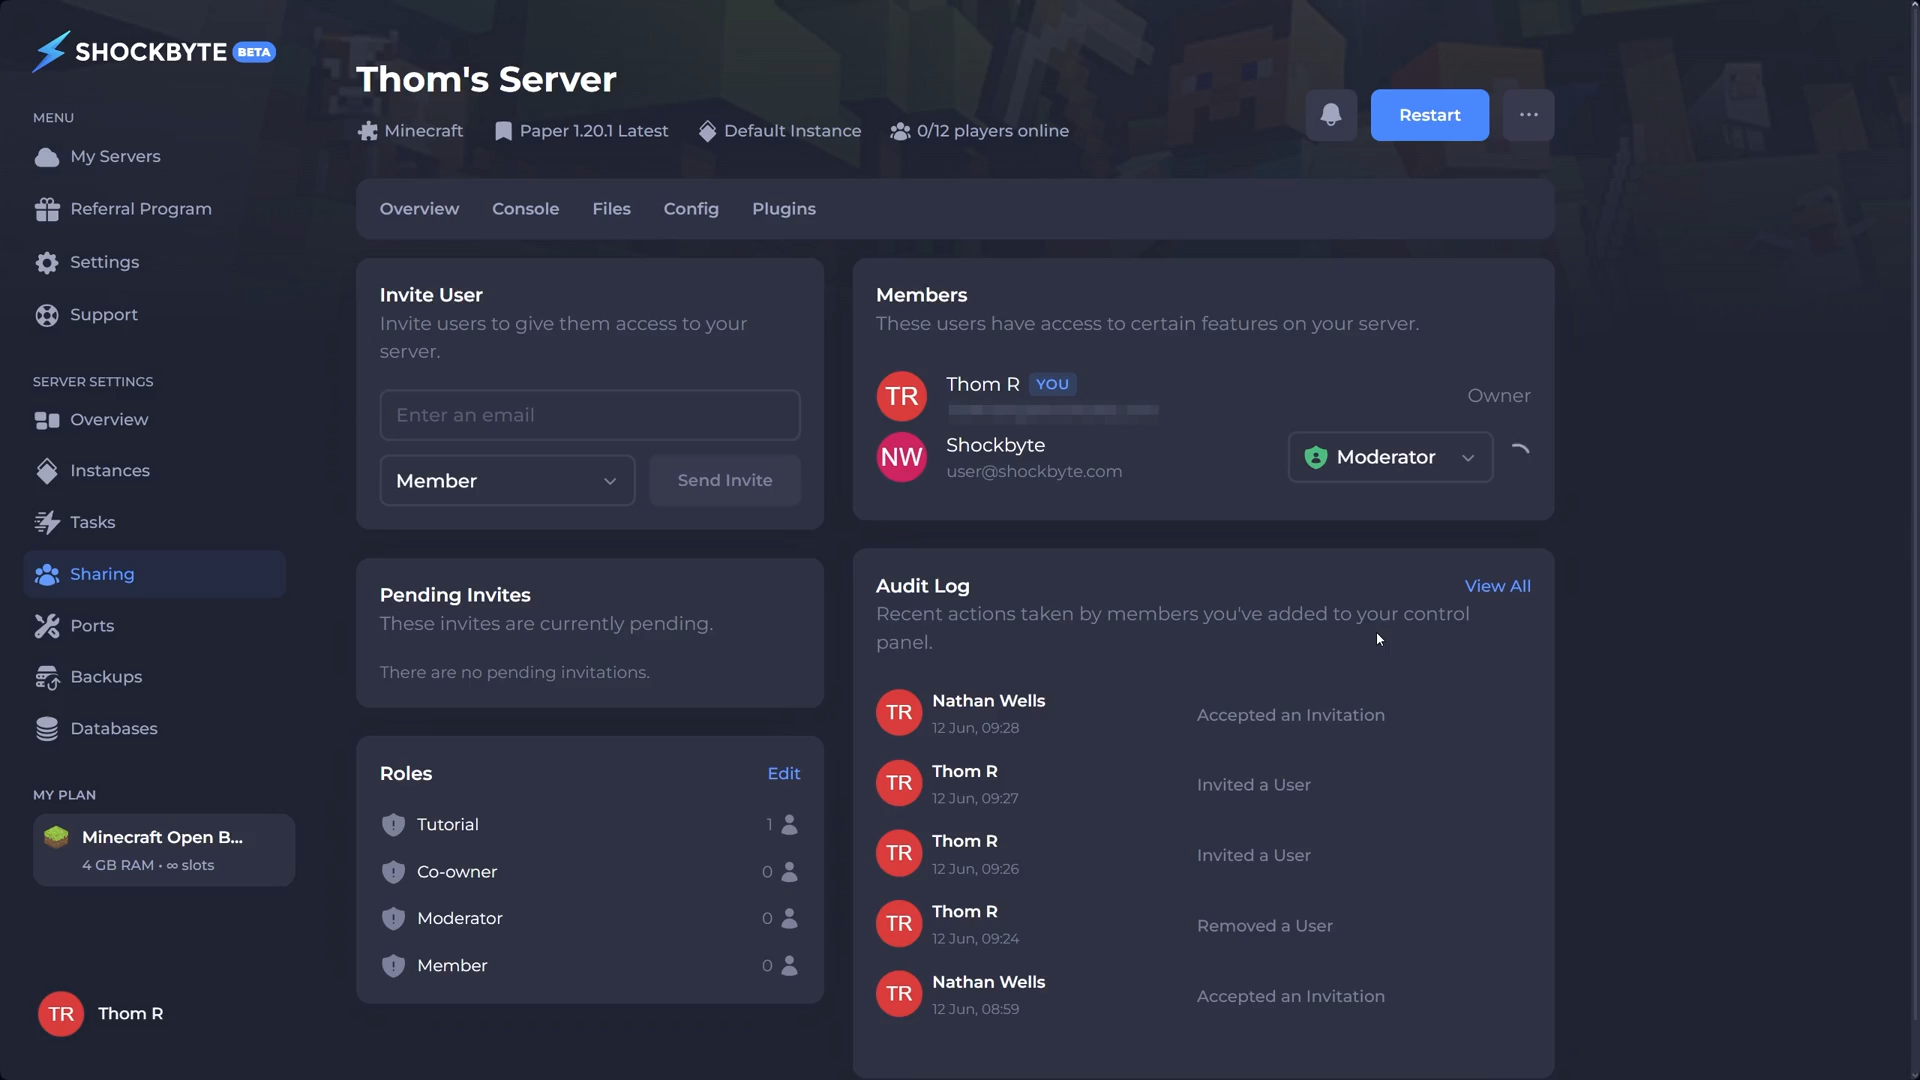 SHOCKBYTE BETA
MENU
My Servers
Referral Program
Settings
Support
SERVER SETTINGS
Overview
Instances
Tasks
Sharing
Ports
Backups
Databases
MY PLAN
Minecraft Open B...
4 GB RAM • ∞ slots
TR Thom R
Thom's Server
Minecraft Paper 1.20.1 Latest Default Instance 0/12 players online
Restart ...
Overview Console Files Config Plugins
Invite User
Invite users to give them access to your
server.
Enter an email
Member Send Invite
Pending Invites
These invites are currently pending.
There are no pending invitations.
Roles Edit
Tutorial 1
Co-owner 0
Moderator 0
Member 0
Members
These users have access to certain features on your server.
TR Thom R YOU Owner
NW Shockbyte Moderator
user@shockbyte.com
Audit Log View All
Recent actions taken by members you've added to your control
panel.
TR Nathan Wells Accepted an Invitation
12 Jun, 09:28
TR Thom R Invited a User
12 Jun, 09:27
TR Thom R Invited a User
12 Jun, 09:26
TR Thom R Removed a User
12 Jun, 09:24
TR Nathan Wells Accepted an Invitation
12 Jun, 08:59